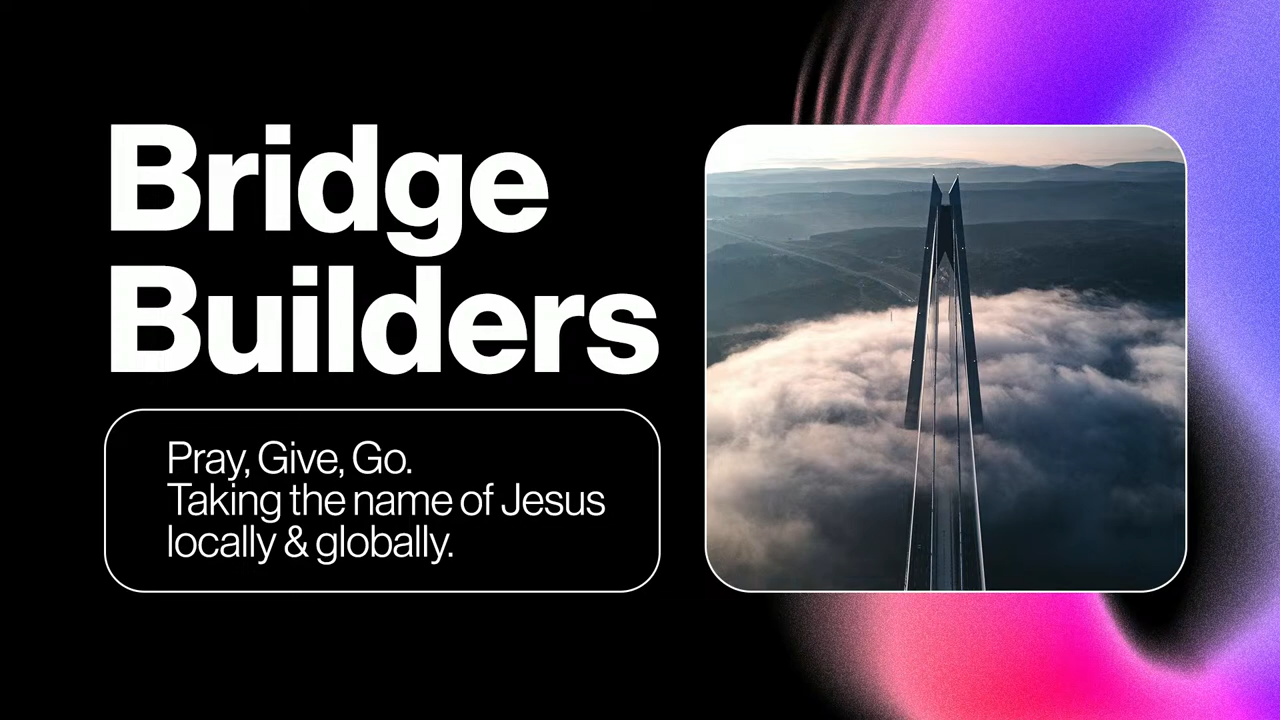 Bridge
Builders
Pray, Give, Go.
Taking the name of Jesus
locally & globally.